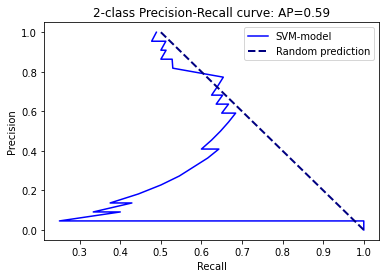 2-class Precision-Recall curve: AP=0.59
SVM-model
Random prediction
Precision
1.0
0.8
0.6
0.4
0.2
0.0
0.3 0.4 0.5 0.6 0.7 0.8 0.9 1.0
Recall